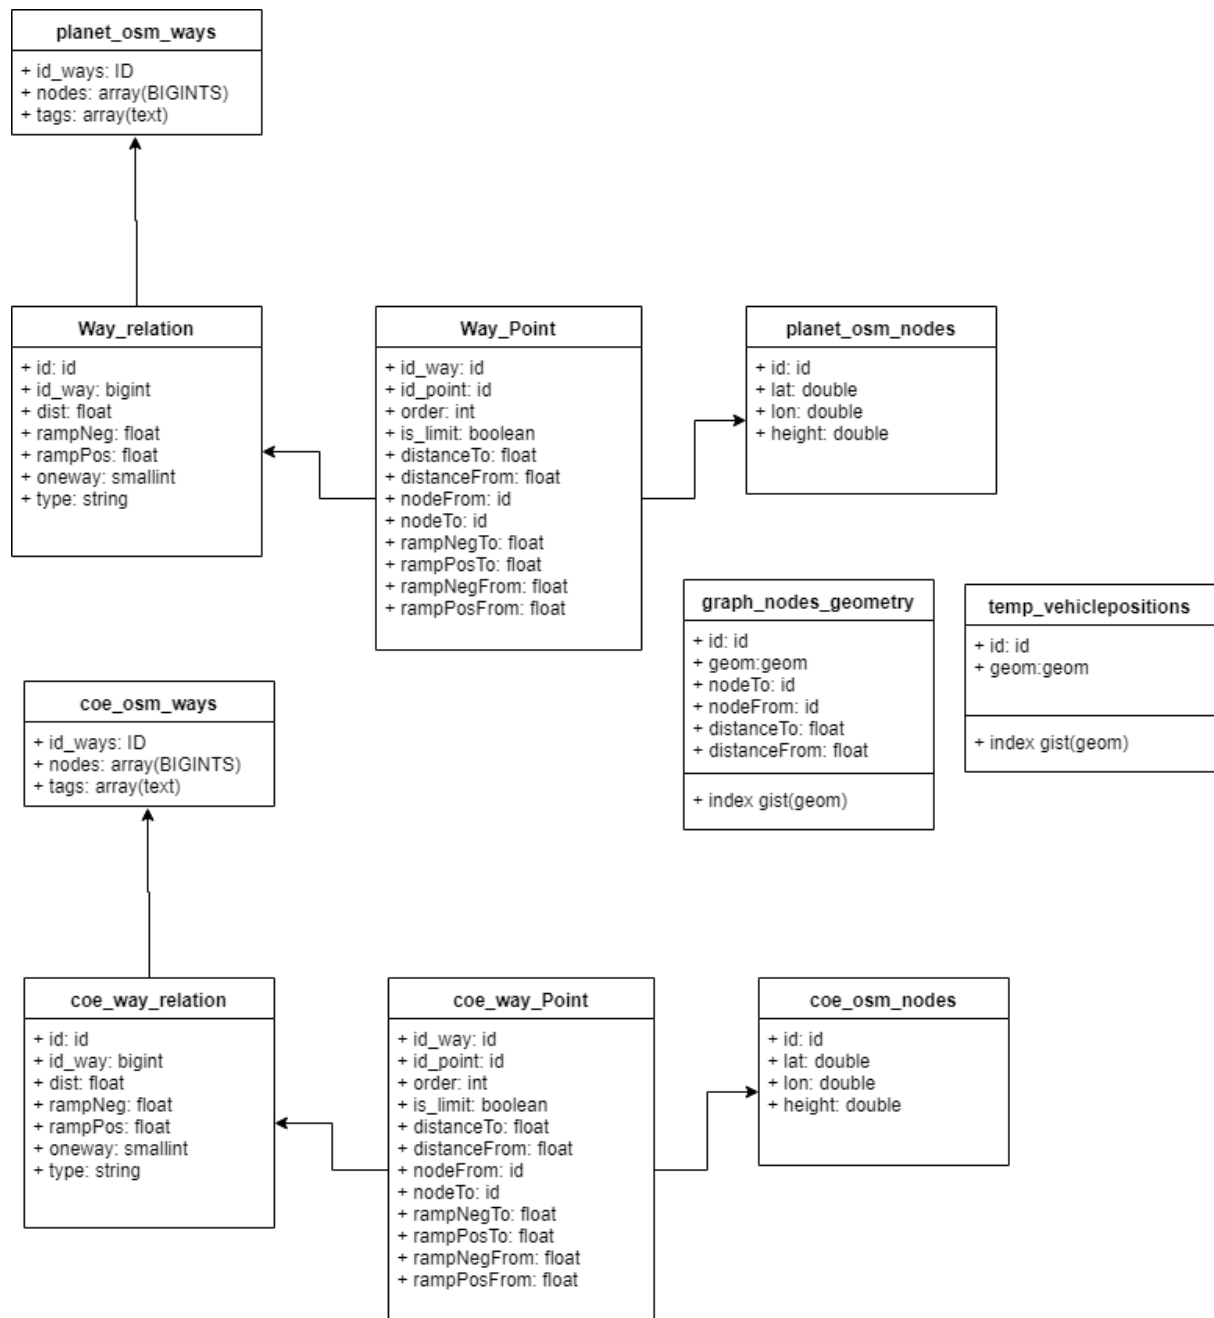 planet_osm_ways
+ id_ways: ID
+ nodes: array(BIGINTS)
+ tags: array(text)
Way_relation
+ id: id
+ id_way: bigint
+ dist: float
+ rampNeg: float
+ rampPos: float
+ oneway: smallint
+ type: string
Way_Point
+ id_way: id
+ id_point: id
+ order: int
+ is_limit: boolean
+ distanceTo: float
+ distanceFrom: float
+ nodeFrom: id
+ nodeTo: id
+ rampNegTo: float
+ rampPosTo: float
+ rampNegFrom: float
+ rampPosFrom: float
planet_osm_nodes
+ id: id
+ lat: double
+ lon: double
+ height: double
graph_nodes_geometry
+ id: id
+ geom:geom
+ nodeTo: id
+ nodeFrom: id
+ distanceTo: float
+ distanceFrom: float
+ index gist(geom)
temp_vehiclepositions
+ id: id
+ geom:geom
+ index gist(geom)
coe_osm_ways
+ id_ways: ID
+ nodes: array(BIGINTS)
+ tags: array(text)
coe_way_relation
+ id: id
+ id_way: bigint
+ dist: float
+ rampNeg: float
+ rampPos: float
+ oneway: smallint
+ type: string
coe_way_Point
+ id_way: id
+ id_point: id
+ order: int
+ is_limit: boolean
+ distanceTo: float
+ distanceFrom: float
+ nodeFrom: id
+ nodeTo: id
+ rampNegTo: float
+ rampPosTo: float
+ rampNegFrom: float
+ rampPosFrom: float
coe_osm_nodes
+ id: id
+ lat: double
+ lon: double
+ height: double